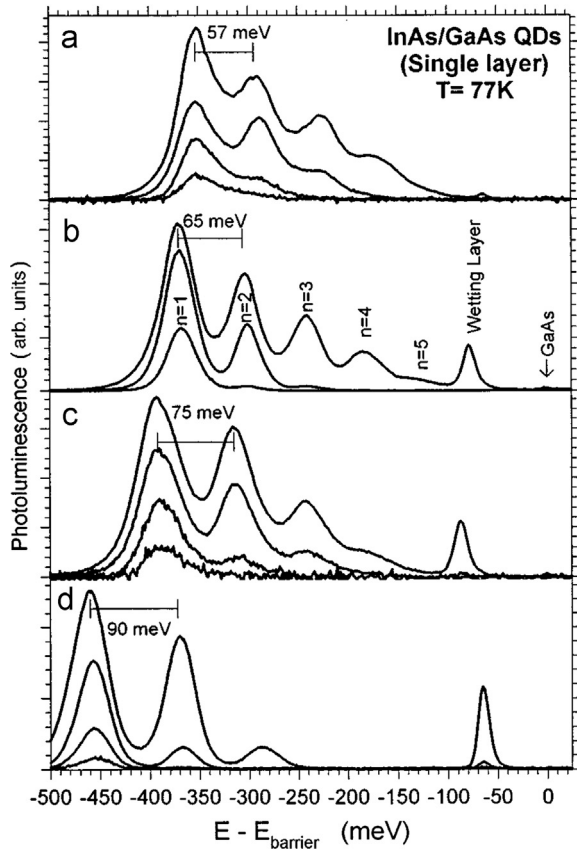 a
57 meV
InAs/GaAs QDs
(Single layer)
T= 77K
b
65 meV
n=1
n=2
n=3
n=4
n=5
Wetting Layer
←GaAs
c
75 meV
d
90 meV
Photoluminescence ( arb. units )
-500 -450 -400 -350 -300 -250 -200 -150 -100 -50 0
E - Ebarrier (meV)